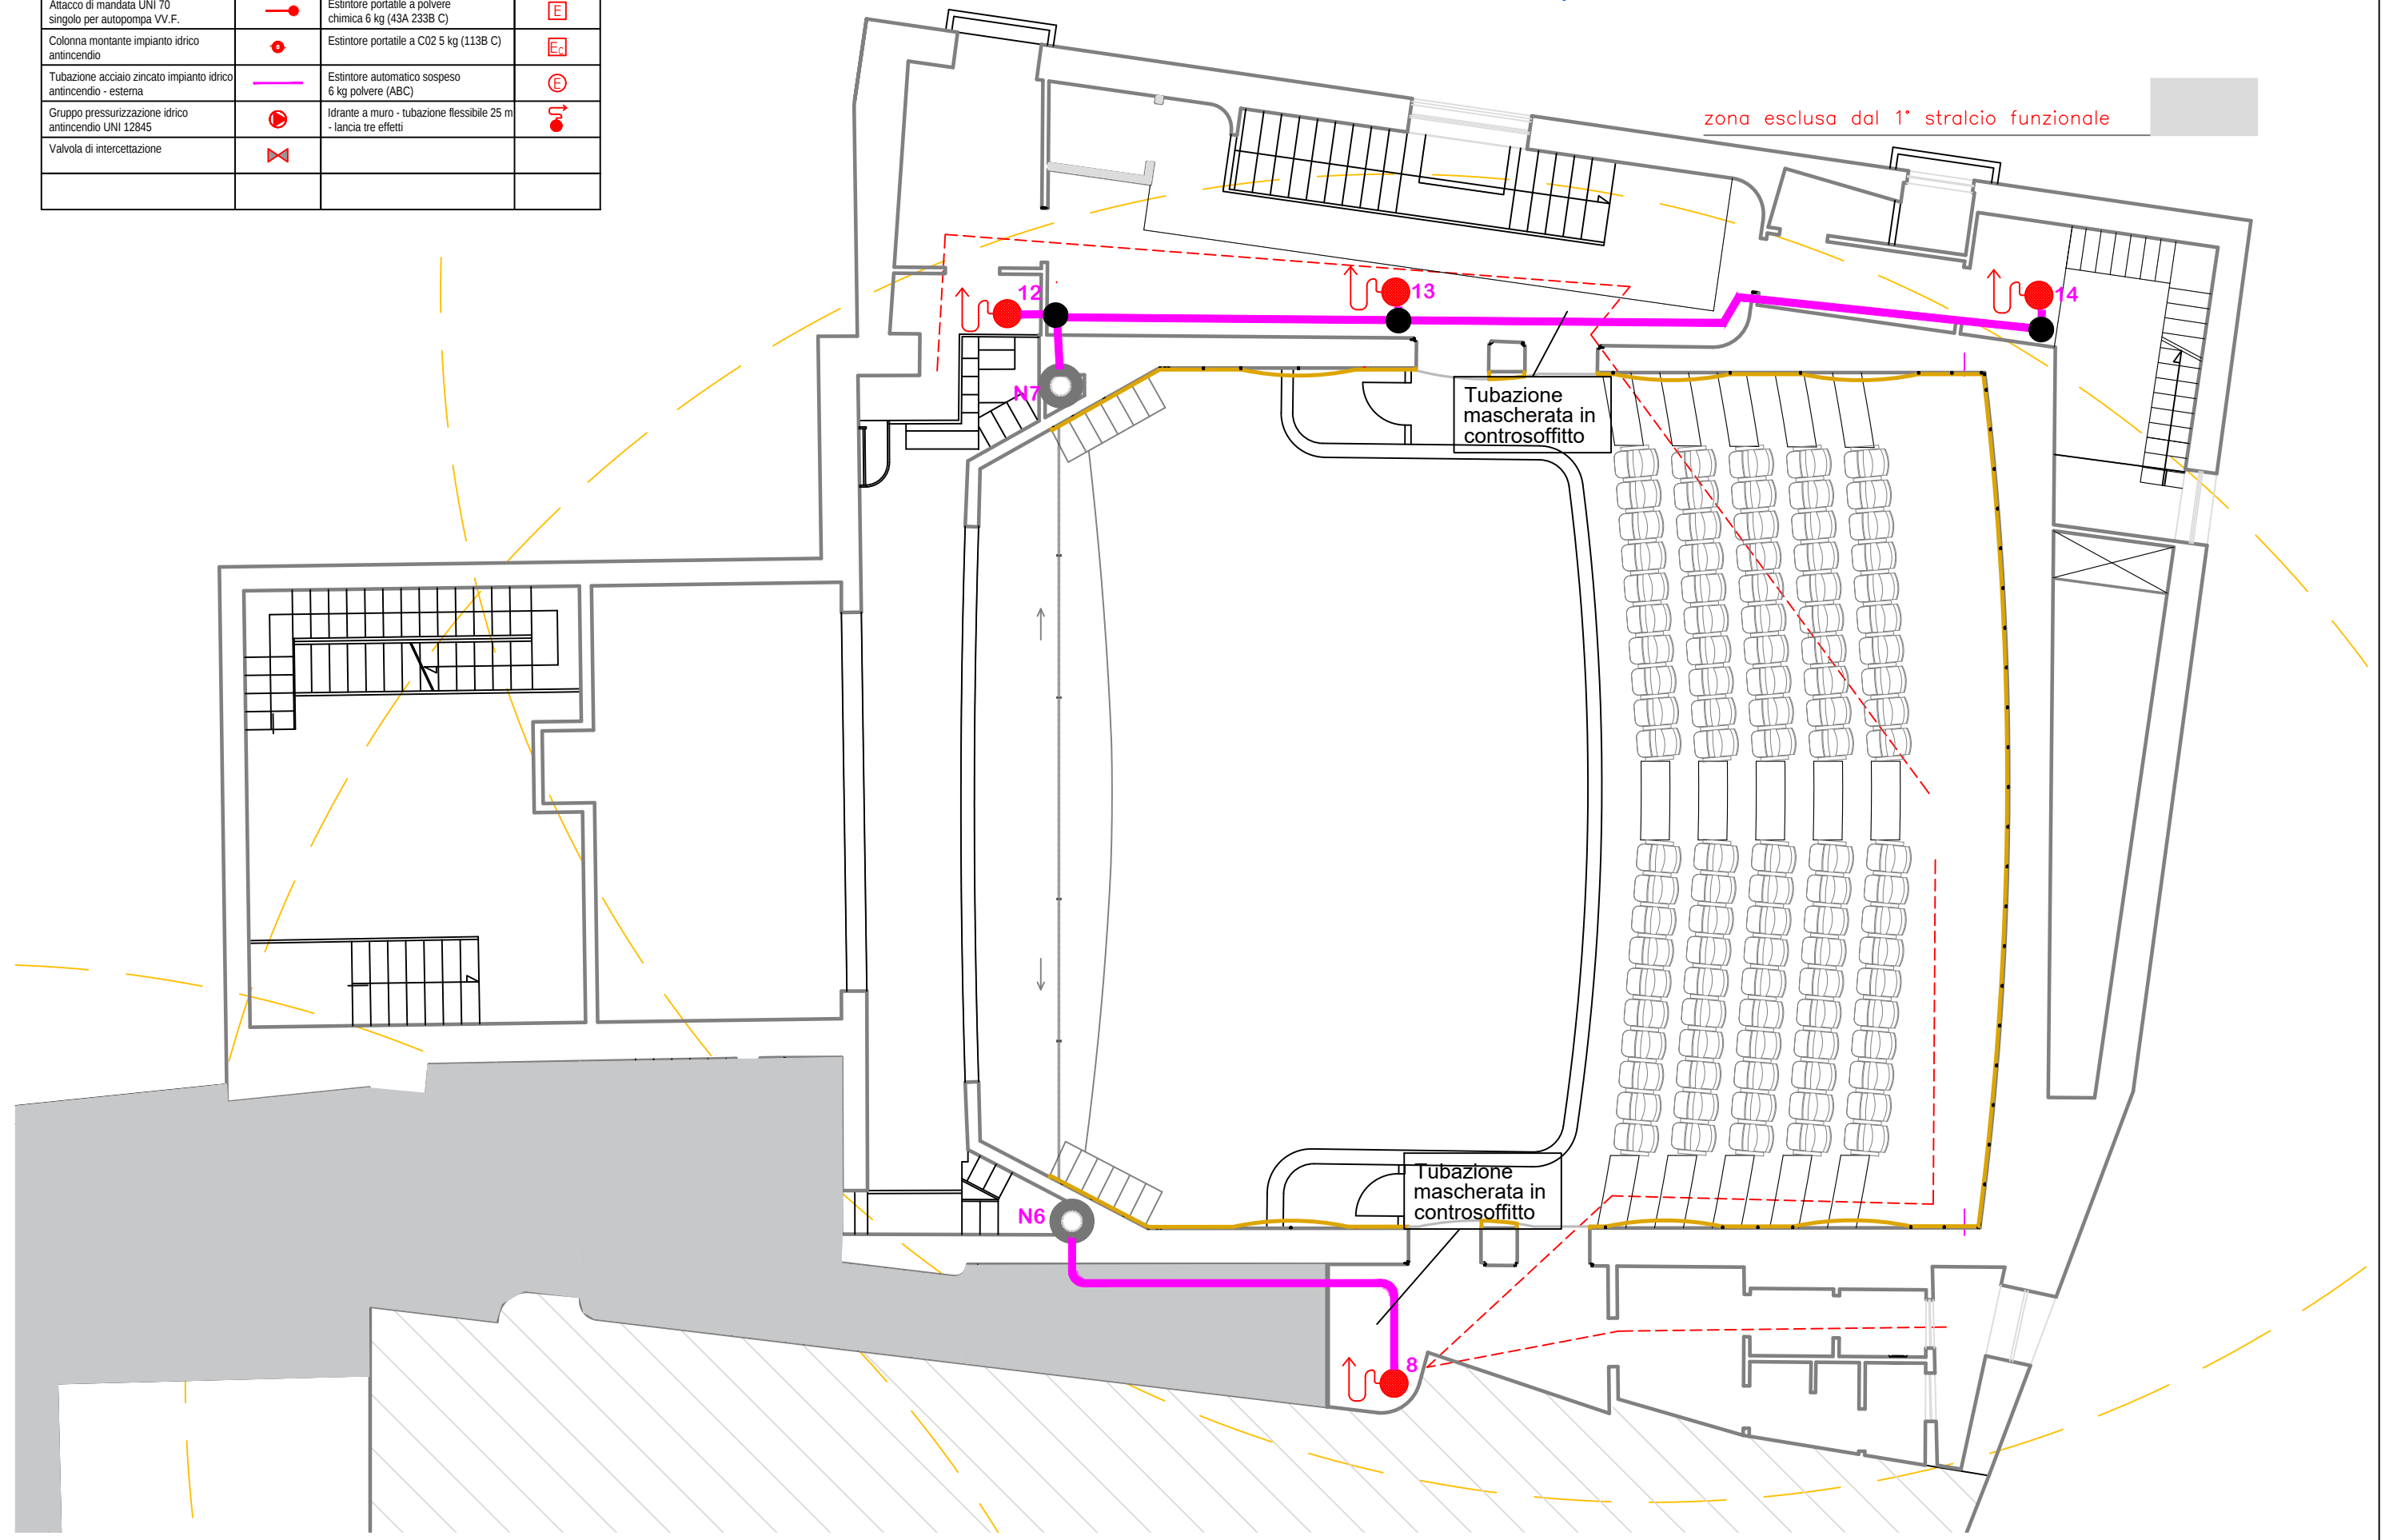 Attacco di mandata UNI 70
singolo per autopompa VV.F.
Estintore portatile a polvere
chimica 6 kg (43A 233B C)
E
Colonna montante impianto idrico
antincendio
Estintore portatile a C02 5 kg (113B C)
EC
Tubazione acciaio zincato impianto idrico
antincendio - esterna
Estintore automatico sospeso
6 kg polvere (ABC)
E
Gruppo pressurizzazione idrico
antincendio UNI 12845
Idrante a muro - tubazione flessibile 25 m
- lancia tre effetti
Valvola di intercettazione
zona esclusa dal 1° stralcio funzionale
12
13
14
N7
Tubazione
mascherata in
controsoffitto
N6
Tubazione
mascherata in
controsoffitto
8